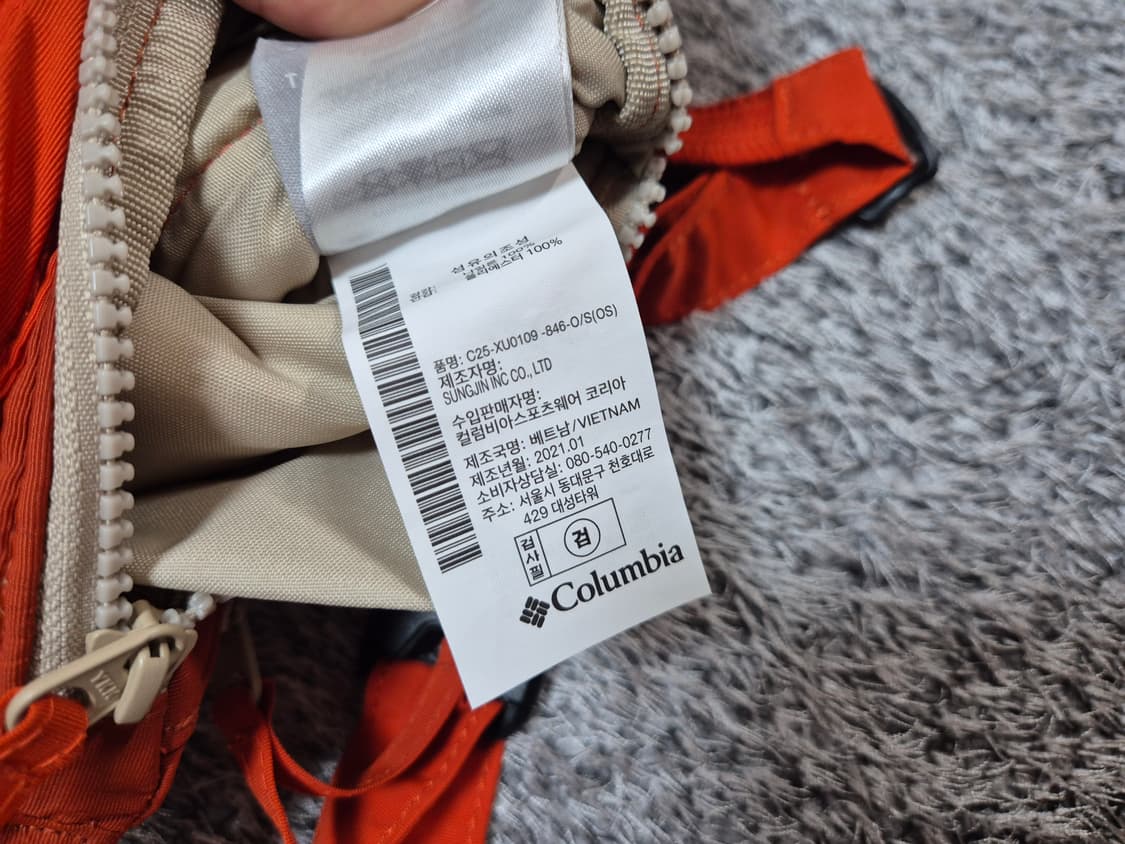 섬유의조성
폴리에스터 100%
품명: C25-XU0109 -846-O/S(OS)
제조자명:
SUNGJIN INC CO.,LTD
수입판매자명:
컬럼비아스포츠웨어 코리아
제조국명: 베트남/VIETNAM
제조년월: 2021.01
소비자상담실: 080-540-0277
주소: 서울시 동대문구 천호대로
429 대성타워
검사필
검
Columbia
YKK